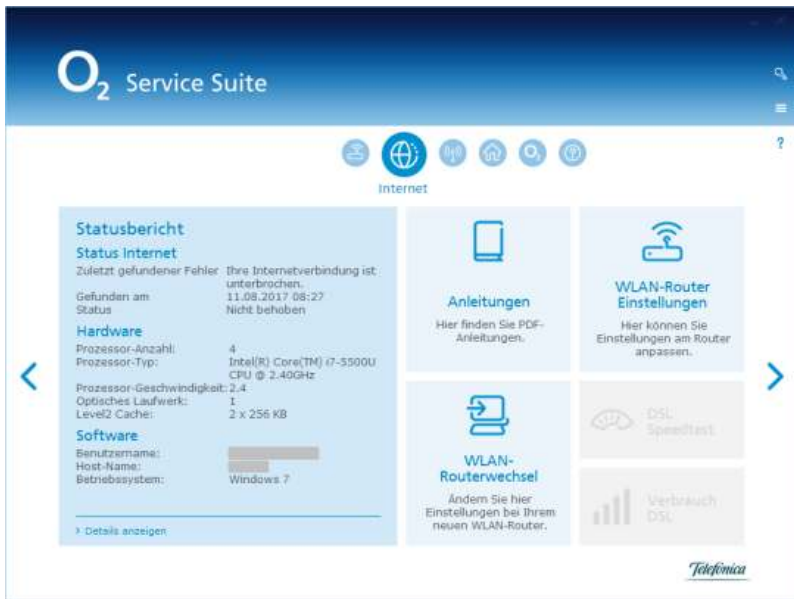 O2 Service Suite
?
Internet
Statusbericht
Status Internet
Zuletzt gefundener Fehler Ihre Internetverbindung ist
unterbrochen.
Gefunden am 11.08.2017 08:27
Status Nicht behoben
Hardware
Prozessor-Anzahl: 4
Prozessor-Typ: Intel(R) Core(TM) i7-5500U
CPU @ 2.40GHz
Prozessor-Geschwindigkeit: 2.4
Optisches Laufwerk: 1
Level2 Cache: 2 x 256 KB
Software
Benutzername:
Host-Name:
Betriebssystem: Windows 7
> Details anzeigen
Anleitungen
Hier finden Sie PDF-
Anleitungen.
WLAN-Router
Einstellungen
Hier können Sie
Einstellungen am Router
anpassen.
WLAN-
Routerwechsel
Ändern Sie hier
Einstellungen bei Ihrem
neuen WLAN-Router.
DSL
Speedtest
Verbrauch
DSL
Telefónica